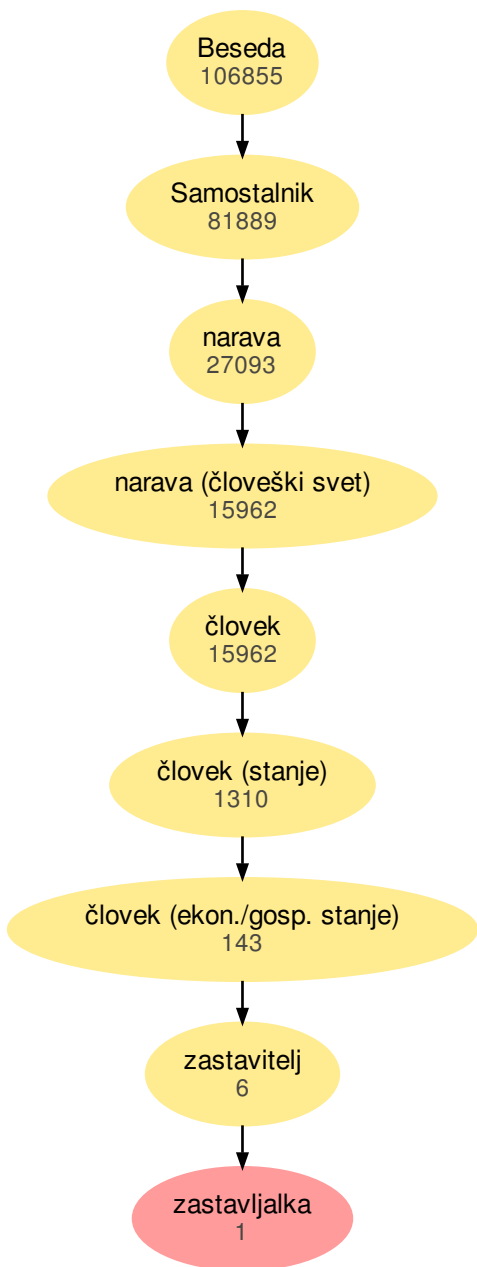 Beseda
106855
Samostalnik
81889
narava
27093
narava (človeški svet)
15962
človek
15962
človek (stanje)
1310
človek (ekon./gosp. stanje)
143
zastavitelj
6
zastavljalka
1